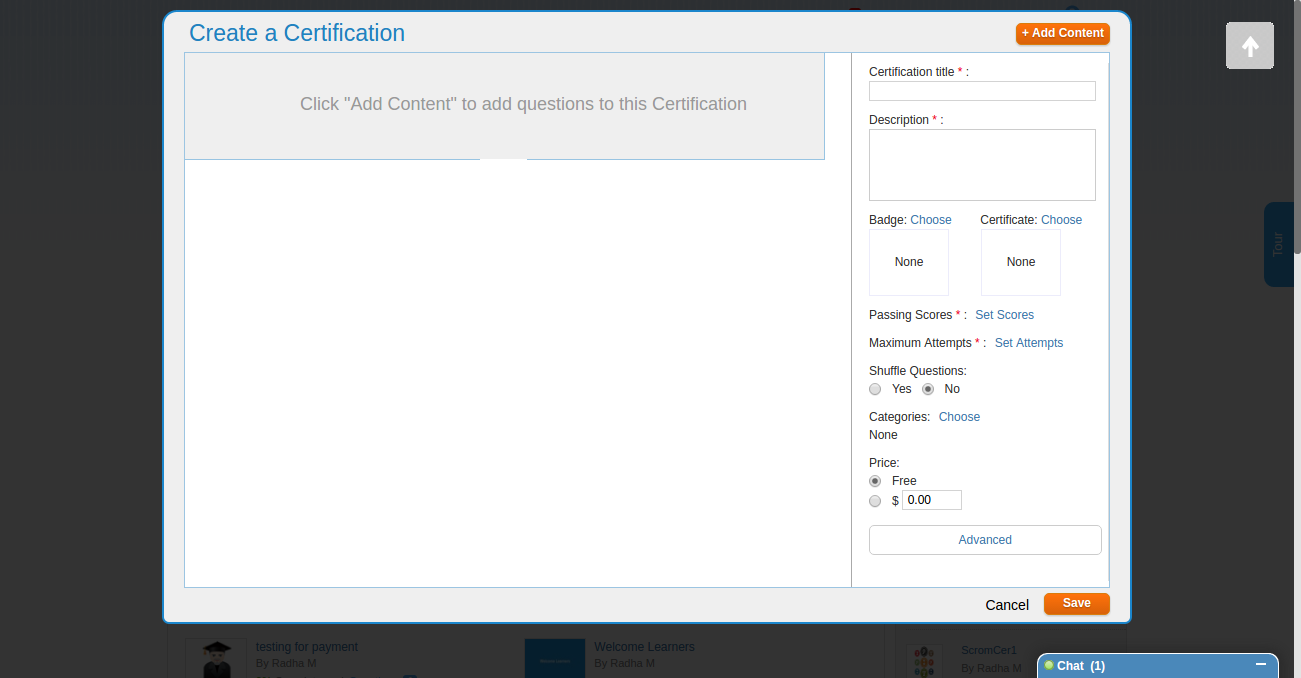 Create a Certification
+ Add Content
Click "Add Content" to add questions to this Certification
Certification title * :
Description * :
Badge: Choose
Certificate: Choose
None
None
Passing Scores * : Set Scores
Maximum Attempts * : Set Attempts
Shuffle Questions:
Yes No
Categories: Choose
None
Price:
Free
$ 0.00
Advanced
Cancel
Save
Tour
testing for payment
By Radha M
Welcome Learners
By Radha M
ScromCer1
By Radha M
Chat (1)